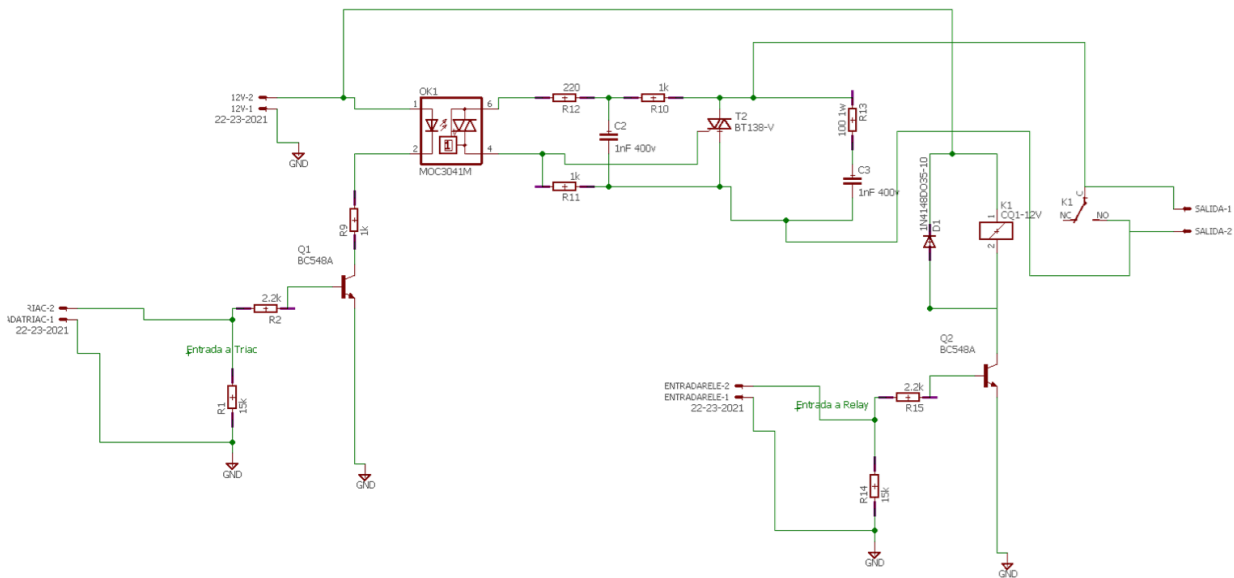 12V-2
12V-1
22-23-2021
GND
OK1
1
2
6
4
MOC3041M
220
R12
1k
R10
C2
1nF 400v
1k
R11
T2
BT138-V
R13
100 1w
C3
1nF 400v
1N4148DO35-10
D1
K1
CQ1-12V
1
2
K1
C
NC
NO
SALIDA-1
SALIDA-2
R9
1k
Q1
BC548A
RIAC-2
ADATRIAC-1
22-23-2021
2.2k
R2
Entrada a Triac
R1
15k
GND
GND
Q2
BC548A
ENTRADARELE-2
ENTRADARELE-1
22-23-2021
Entrada a Relay
2.2k
R15
R14
15k
GND
GND